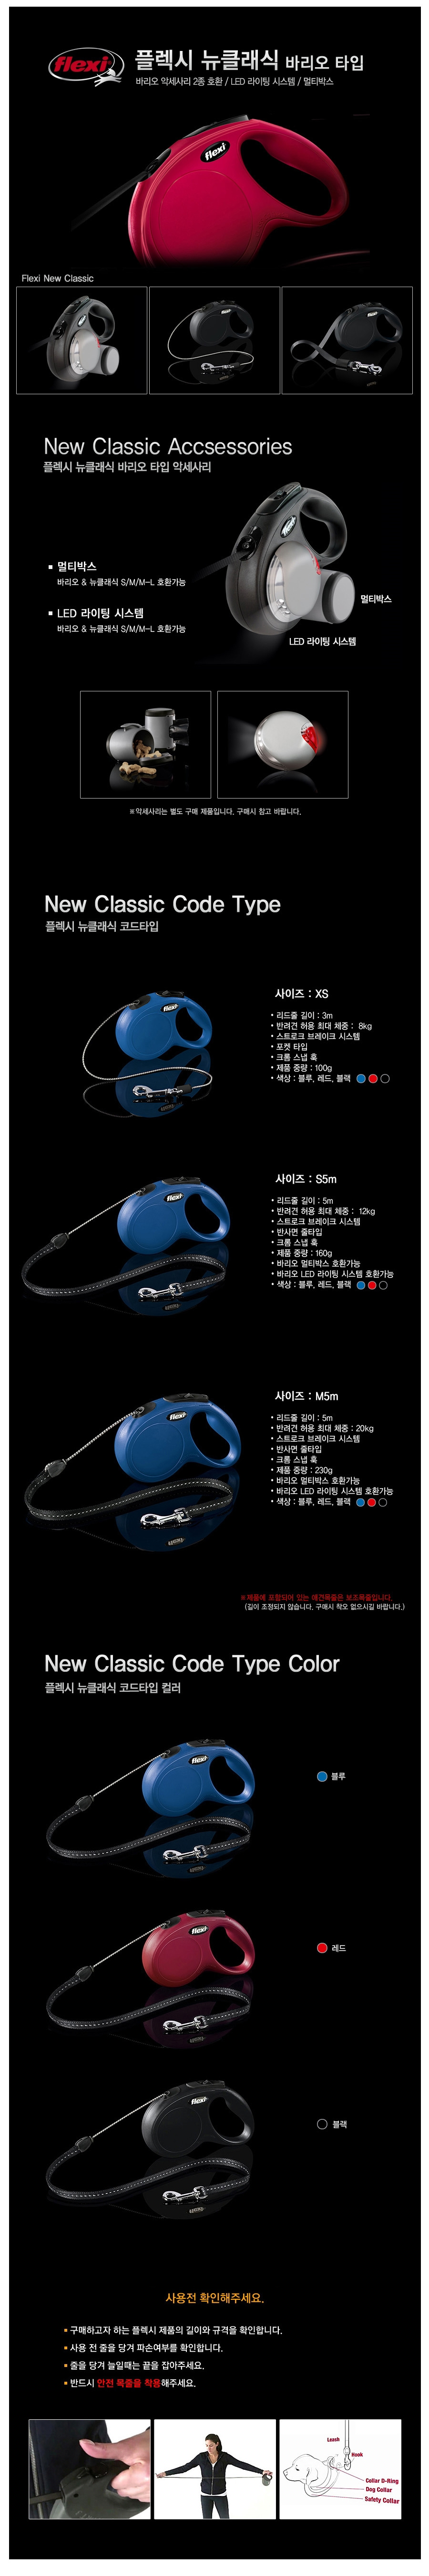 flexi
플렉시 뉴클래식 바리오 타입
바리오 악세사리 2종 호환 / LED 라이팅 시스템 / 멀티박스
flexi
Flexi New Classic
New Classic Accsessories
플렉시 뉴클래식 바리오 타입 악세사리
flexi
▪ 멀티박스
바리오 & 뉴클래식 S/M/M-L 호환가능
▪ LED 라이팅 시스템
바리오 & 뉴클래식 S/M/M-L 호환가능
멀티박스
LED 라이팅 시스템
※악세사리는 별도 구매 제품입니다. 구매시 참고 바랍니다.
New Classic Code Type
플렉시 뉴클래식 코드타입
flexi
사이즈 : XS
• 리드줄 길이 : 3m
• 반려견 허용 최대 체중 : 8kg
• 스트로크 브레이크 시스템
• 포켓 타입
• 크롬 스냅 훅
• 제품 중량 : 100g
• 색상 : 블루, 레드, 블랙
flexi
사이즈 : S5m
• 리드줄 길이 : 5m
• 반려견 허용 최대 체중 : 12kg
• 스트로크 브레이크 시스템
• 반사면 줄타입
• 크롬 스냅 훅
• 제품 중량 : 160g
• 바리오 멀티박스 호환가능
• 바리오 LED 라이팅 시스템 호환가능
• 색상 : 블루, 레드, 블랙
flexi
사이즈 : M5m
• 리드줄 길이 : 5m
• 반려견 허용 최대 체중 : 20kg
• 스트로크 브레이크 시스템
• 반사면 줄타입
• 크롬 스냅 훅
• 제품 중량 : 230g
• 바리오 멀티박스 호환가능
• 바리오 LED 라이팅 시스템 호환가능
• 색상 : 블루, 레드, 블랙
※제품에 포함되어 있는 애견목줄은 보조목줄입니다.
(길이 조정되지 않습니다. 구매시 착오 없으시길 바랍니다.)
New Classic Code Type Color
플렉시 뉴클래식 코드타입 컬러
flexi
블루
flexi
레드
flexi
블랙
사용전 확인해주세요.
▪ 구매하고자 하는 플렉시 제품의 길이와 규격을 확인합니다.
▪ 사용 전 줄을 당겨 파손여부를 확인합니다.
▪ 줄을 당겨 늘일때는 끝을 잡아주세요.
▪ 반드시 안전 목줄을 착용해주세요.
Leash
Hook
Collar D-Ring
Dog Collar
Safety Collar